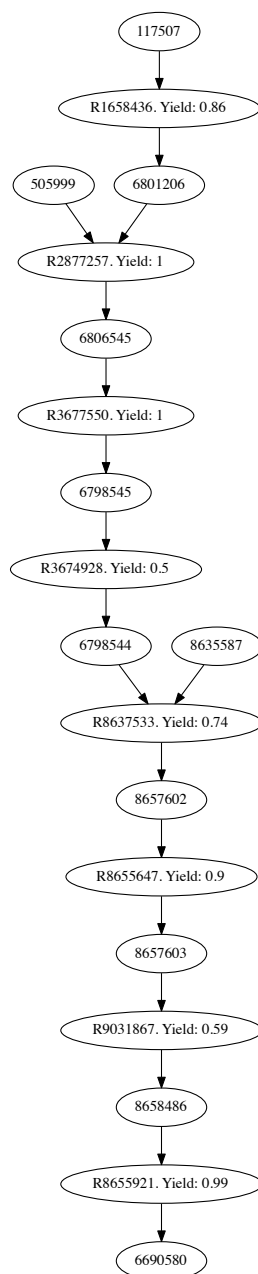 117507
R1658436. Yield: 0.86
505999
6801206
R2877257. Yield: 1
6806545
R3677550. Yield: 1
6798545
R3674928. Yield: 0.5
6798544
8635587
R8637533. Yield: 0.74
8657602
R8655647. Yield: 0.9
8657603
R9031867. Yield: 0.59
8658486
R8655921. Yield: 0.99
6690580